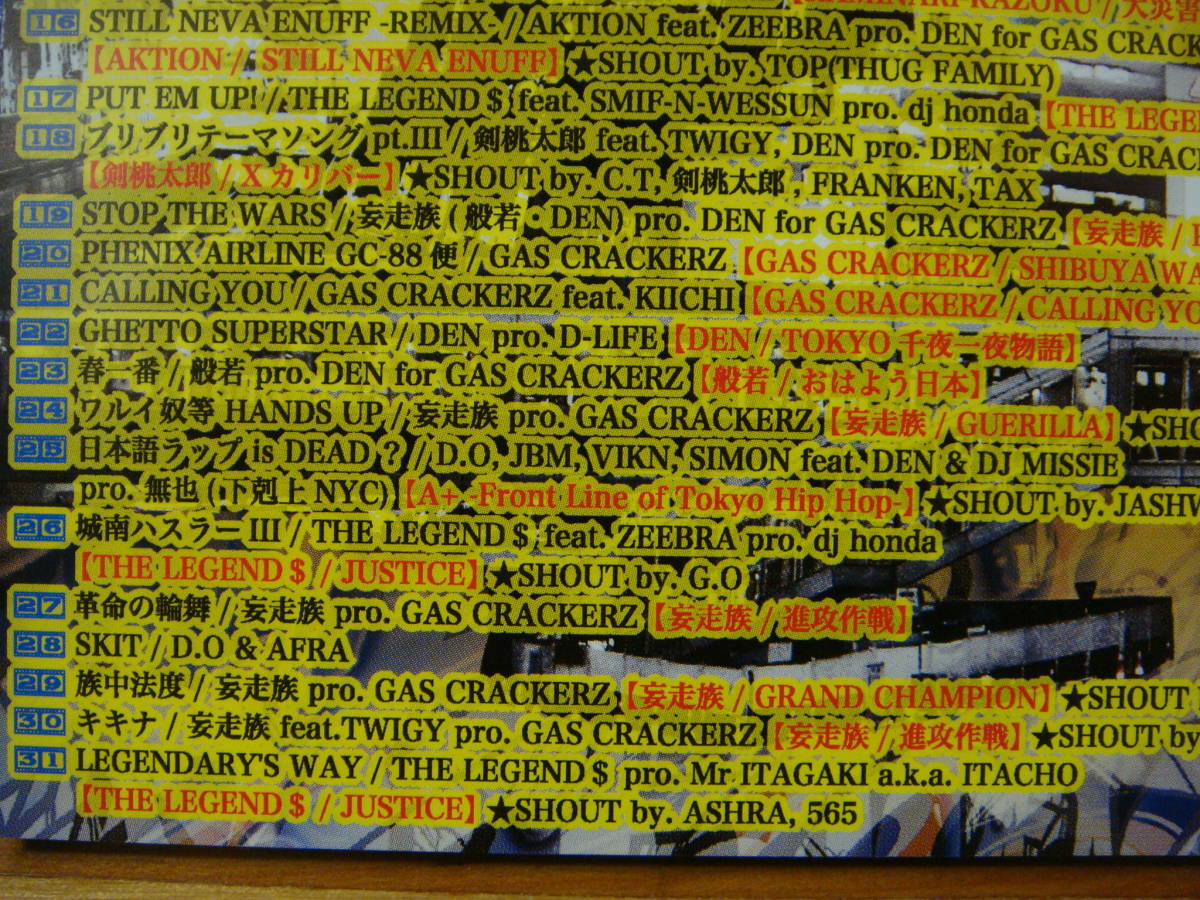 KAMINARI-KAZOKU / 大災害
16 STILL NEVA ENUFF -REMIX- / AKTION feat. ZEEBRA pro. DEN for GAS CRACK
【AKTION / STILL NEVA ENUFF】★SHOUT by. TOP(THUG FAMILY)
17 PUT EM UP! / THE LEGEND $ feat. SMIF-N-WESSUN pro. dj honda【THE LEGE
18 ブリブリテーマソング pt.III / 剣桃太郎 feat. TWIGY, DEN pro. DEN for GAS CRAC
【剣桃太郎 / X カリバー】★SHOUT by. C.T, 剣桃太郎 , FRANKEN, TAX
19 STOP THE WARS / 妄走族 ( 般若・DEN) pro. DEN for GAS CRACKERZ【妄走族 /
20 PHENIX AIRLINE GC-88 便 / GAS CRACKERZ【GAS CRACKERZ / SHIBUYA WA
21 CALLING YOU / GAS CRACKERZ feat. KIICHI【GAS CRACKERZ / CALLING YO
22 GHETTO SUPERSTAR / DEN pro. D-LIFE【DEN / TOKYO 千夜一夜物語】
23 春一番 / 般若 pro. DEN for GAS CRACKERZ【般若 / おはよう日本】
24 ワルイ奴等 HANDS UP / 妄走族 pro. GAS CRACKERZ【妄走族 / GUERILLA】★SHO
25 日本語ラップ is DEAD ? / D.O, JBM, VIKN, SIMON feat. DEN & DJ MISSIE
pro. 無也 ( 下剋上 NYC)【A+ -Front Line of Tokyo Hip Hop-】★SHOUT by. JASHW
26 城南ハスラー III / THE LEGEND $ feat. ZEEBRA pro. dj honda
【THE LEGEND $ / JUSTICE】★SHOUT by. G.O
27 革命の輪舞 / 妄走族 pro. GAS CRACKERZ【妄走族 / 進攻作戦】
28 SKIT / D.O & AFRA
29 族中法度 / 妄走族 pro. GAS CRACKERZ【妄走族 / GRAND CHAMPION】★SHOUT
30 キキナ / 妄走族 feat.TWIGY pro. GAS CRACKERZ【妄走族 / 進攻作戦】★SHOUT by
31 LEGENDARY'S WAY / THE LEGEND $ pro. Mr ITAGAKI a.k.a. ITACHO
【THE LEGEND $ / JUSTICE】★SHOUT by. ASHRA, 565